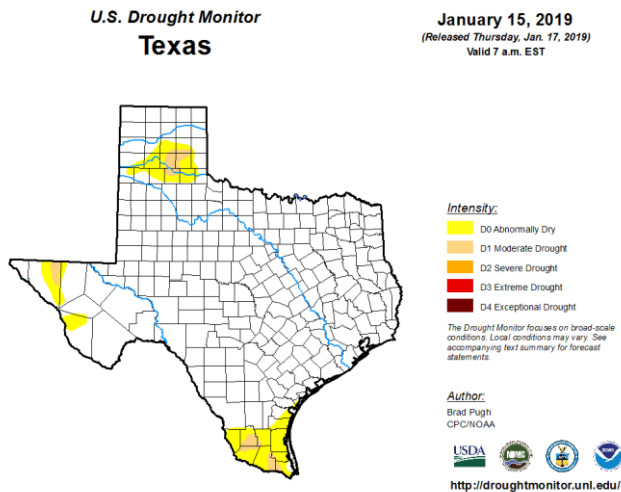 U.S. Drought Monitor
Texas
January 15, 2019
(Released Thursday, Jan. 17, 2019)
Valid 7 a.m. EST
Intensity:
D0 Abnormally Dry
D1 Moderate Drought
D2 Severe Drought
D3 Extreme Drought
D4 Exceptional Drought
The Drought Monitor focuses on broad-scale
conditions. Local conditions may vary. See
accompanying text summary for forecast
statements.
Author:
Brad Pugh
CPC/NOAA
USDA
http://droughtmonitor.unl.edu/